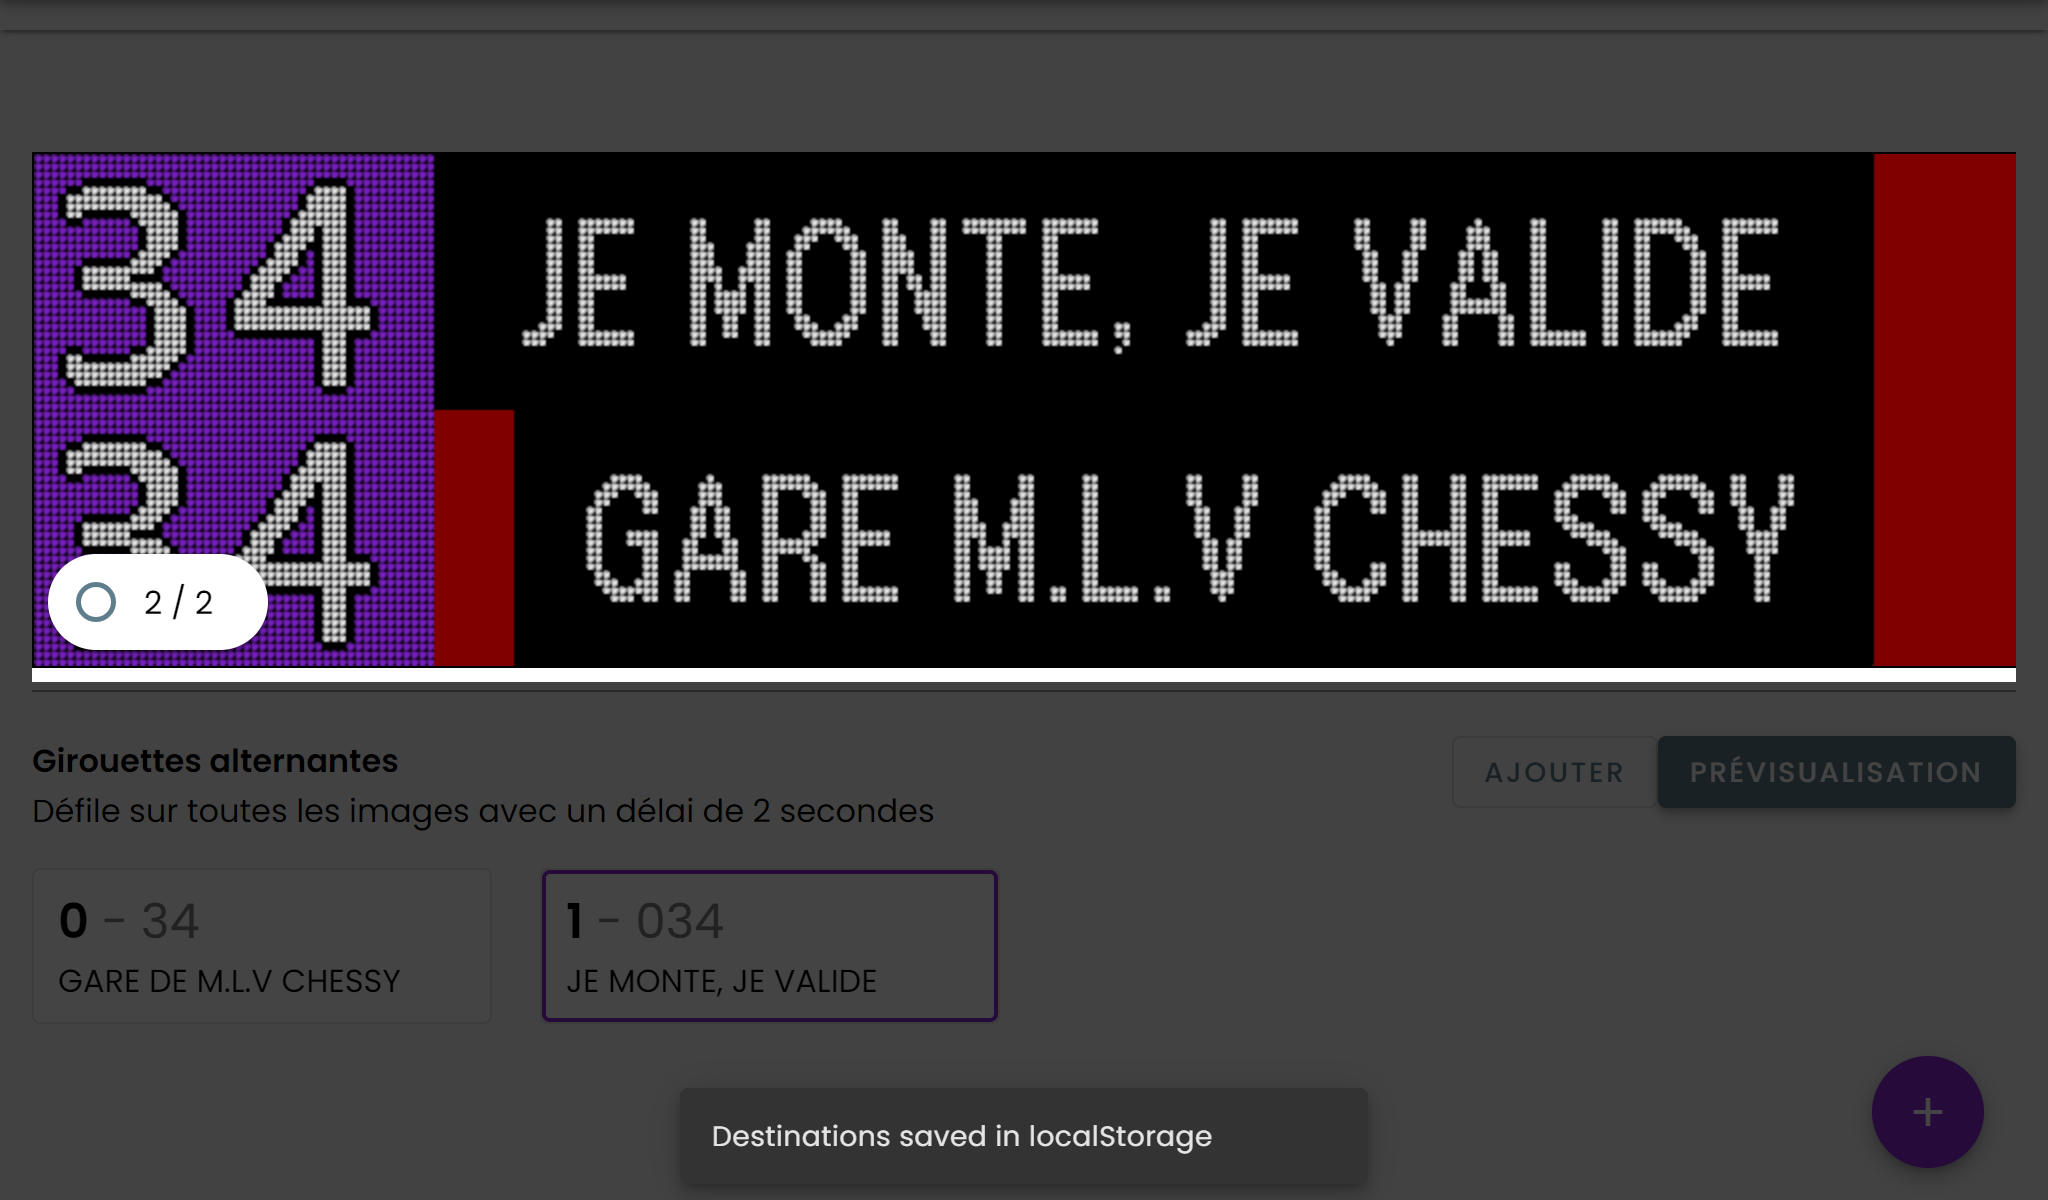 34 JE MONTE, JE VALIDE
34 GARE M.L.V CHESSY
2 / 2
Girouettes alternantes
AJOUTER PRÉVISUALISATION
Défile sur toutes les images avec un délai de 2 secondes
0 - 34
GARE DE M.L.V CHESSY
1 - 034
JE MONTE, JE VALIDE
+
Destinations saved in localStorage